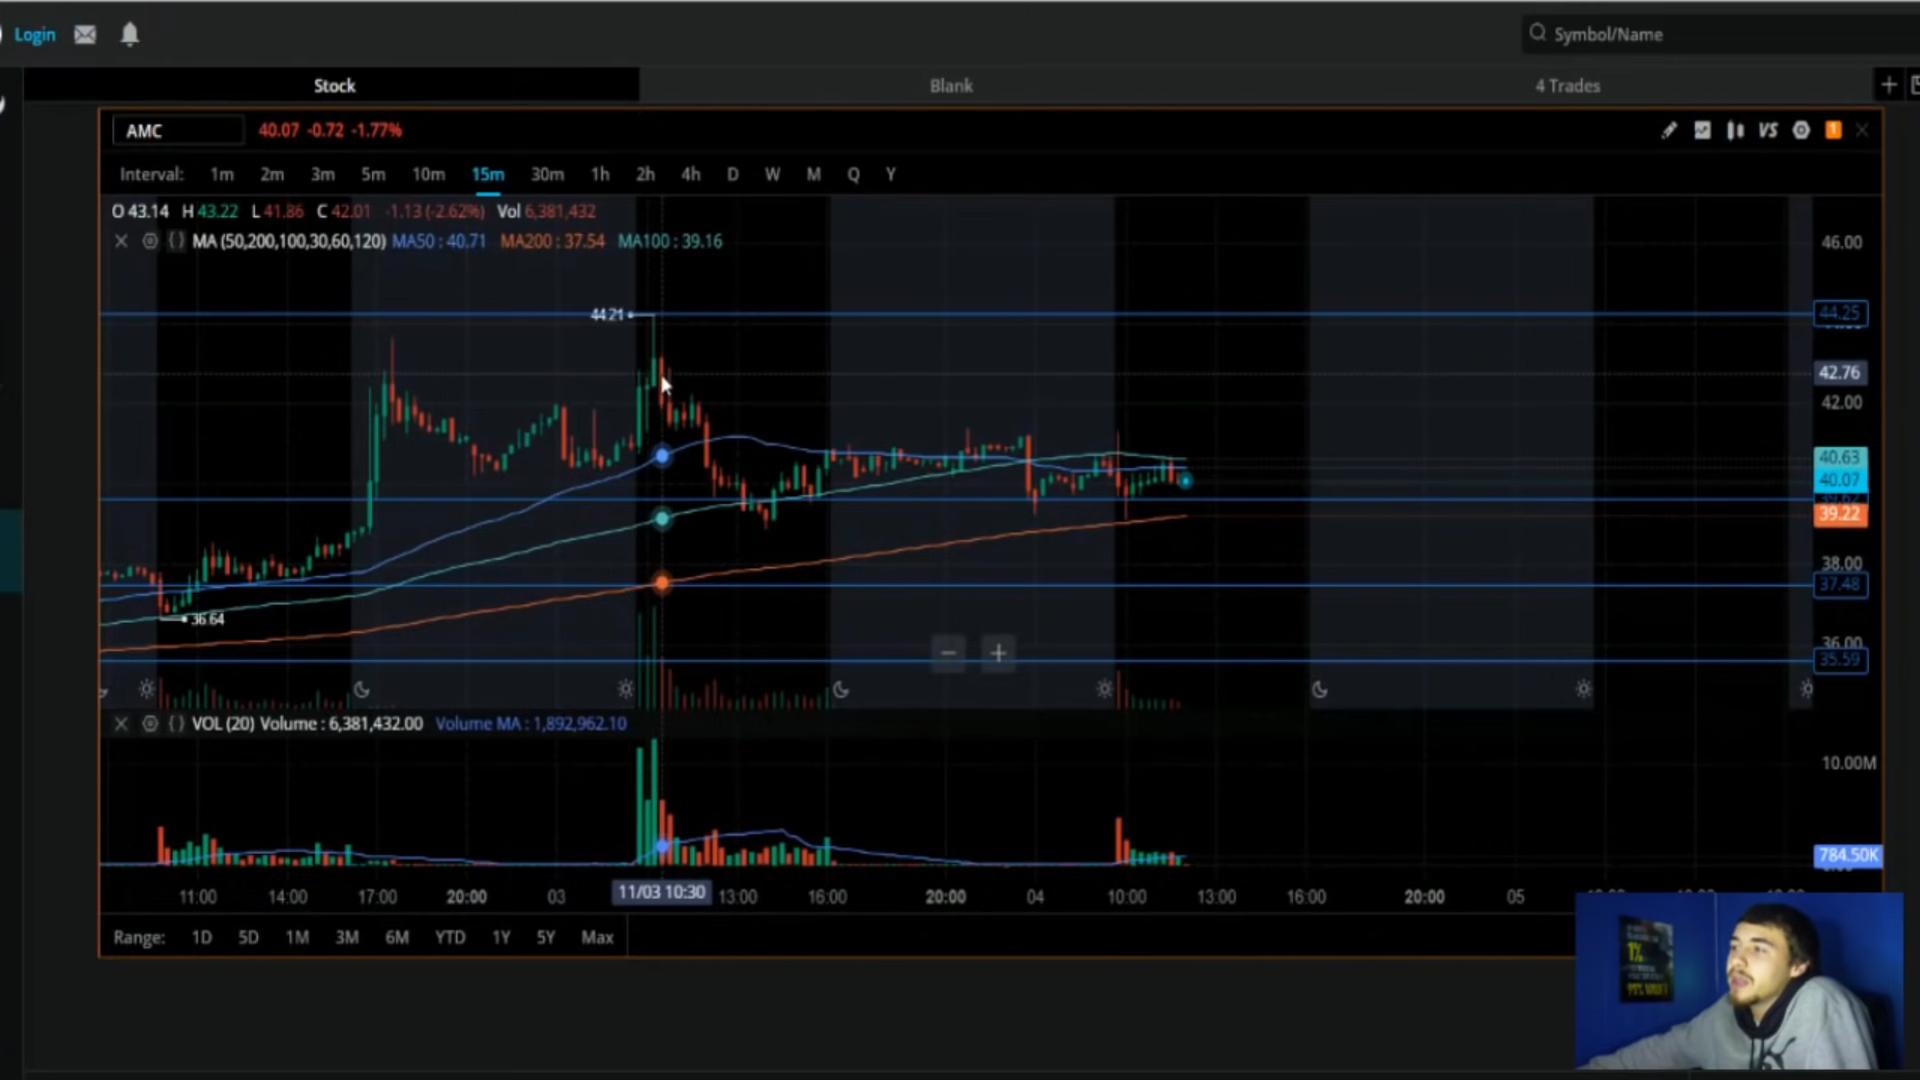 Login
Symbol/Name
Stock
Blank
4 Trades
AMC
40.07 -0.72 -1.77%
VS
1
Interval: 1m 2m 3m 5m 10m 15m 30m 1h 2h 4h D W M Q Y
O 43.14 H 43.22 L 41.86 C 42.01 -1.13 (-2.62%) Vol 6,381,432
MA (50,200,100,30,60,120) MA50 : 40.71 MA200 : 37.54 MA100 : 39.16
46.00
44.21
44.25
42.76
42.00
40.63
40.07
39.22
38.00
37.48
36.64
36.00
35.59
VOL (20) Volume : 6,381,432.00 Volume MA : 1,892,962.10
10.00M
784.50K
11:00 14:00 17:00 20:00 03 11/03 10:30 13:00 16:00 20:00 04 10:00 13:00 16:00 20:00 05
Range: 1D 5D 1M 3M 6M YTD 1Y 5Y Max
1%